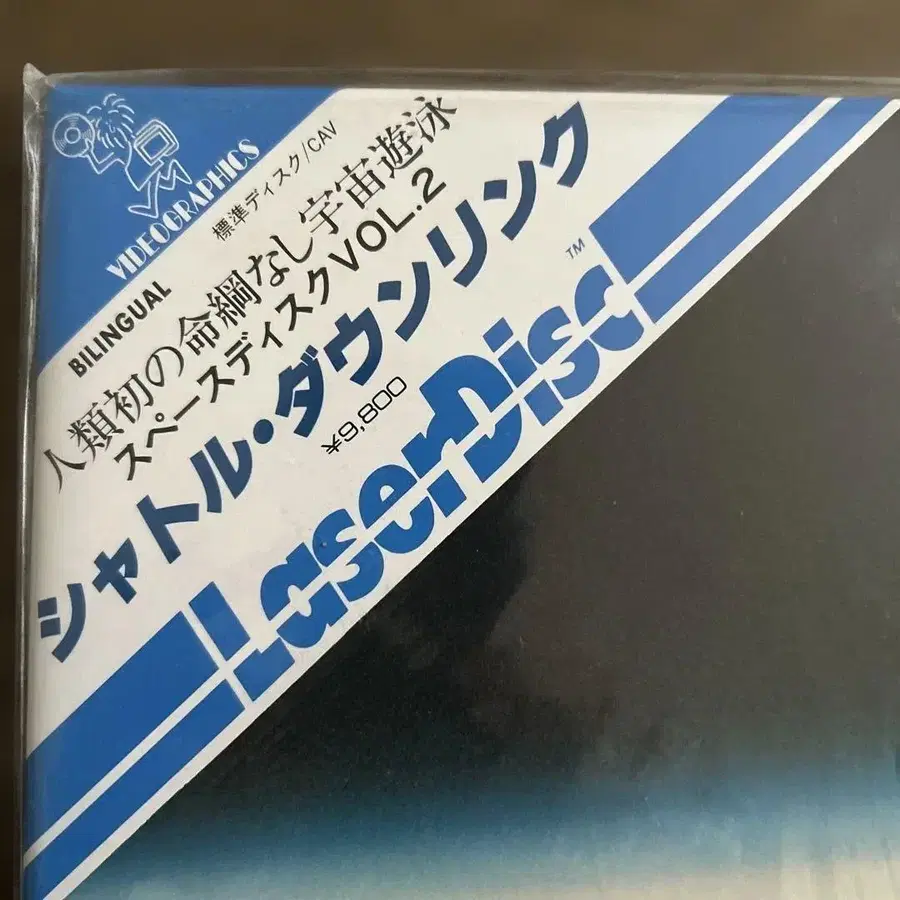 VIDEOGRAPHICS
標準ディスク/CAV
BILINGUAL
人類初の命綱なし宇宙遊泳
スペースディスクVOL.2
シャトル・ダウンリンク
¥9,800
LaserDisc™